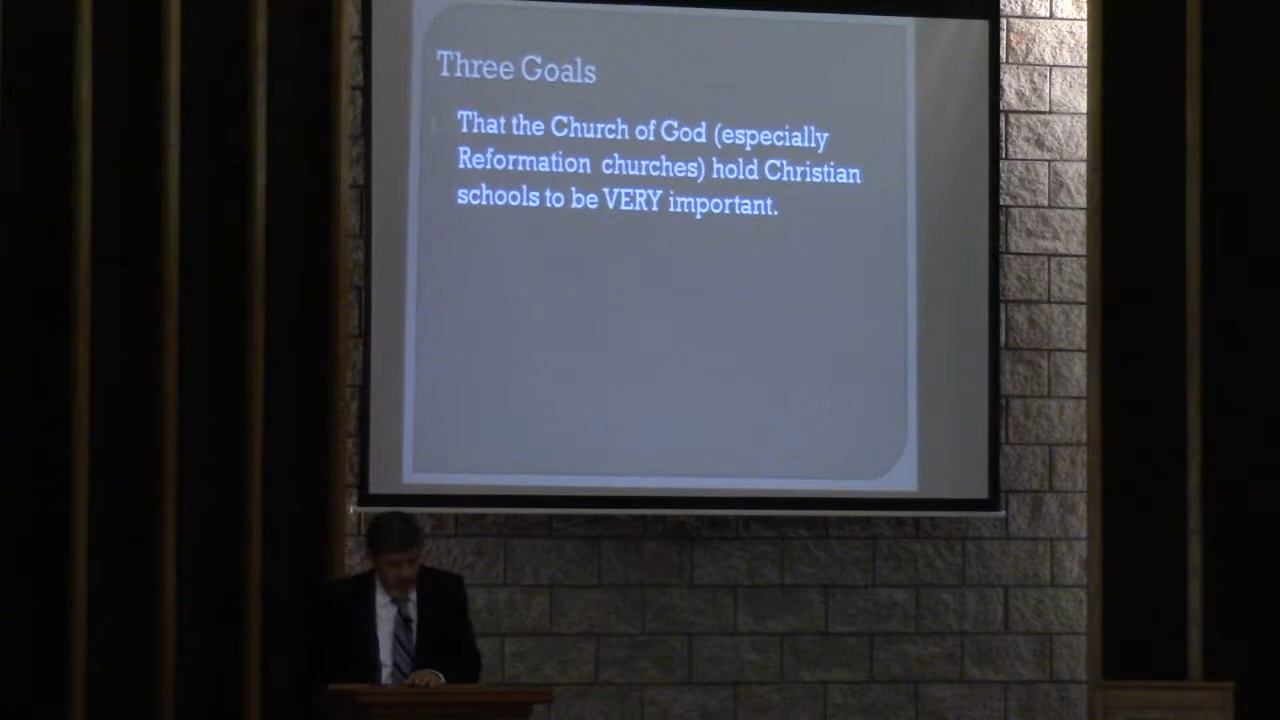 Three Goals
That the Church of God (especially
Reformation churches) hold Christian
schools to be VERY important.